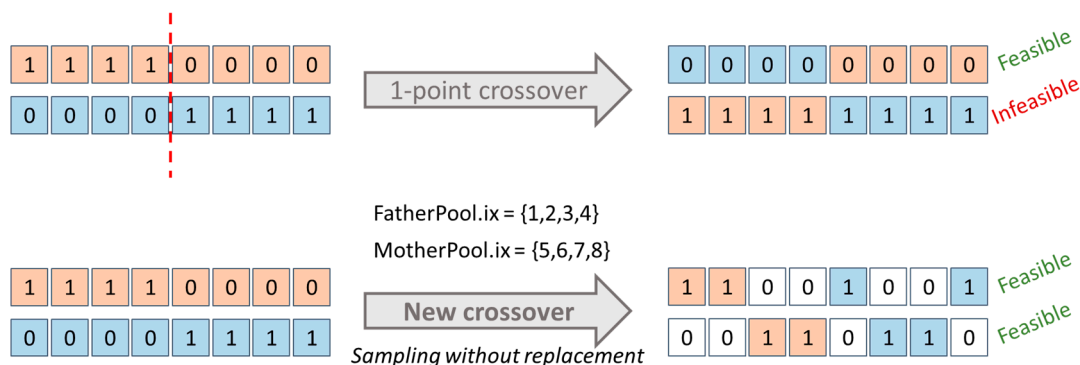 1 1 1 1 0 0 0 0
0 0 0 0 1 1 1 1
1-point crossover
0 0 0 0 0 0 0 0
Feasible
1 1 1 1 1 1 1 1
Infeasible
FatherPool.ix = {1,2,3,4}
MotherPool.ix = {5,6,7,8}
1 1 1 1 0 0 0 0
0 0 0 0 1 1 1 1
New crossover
Sampling without replacement
1 1 0 0 1 0 0 1
Feasible
0 0 1 1 0 1 1 0
Feasible